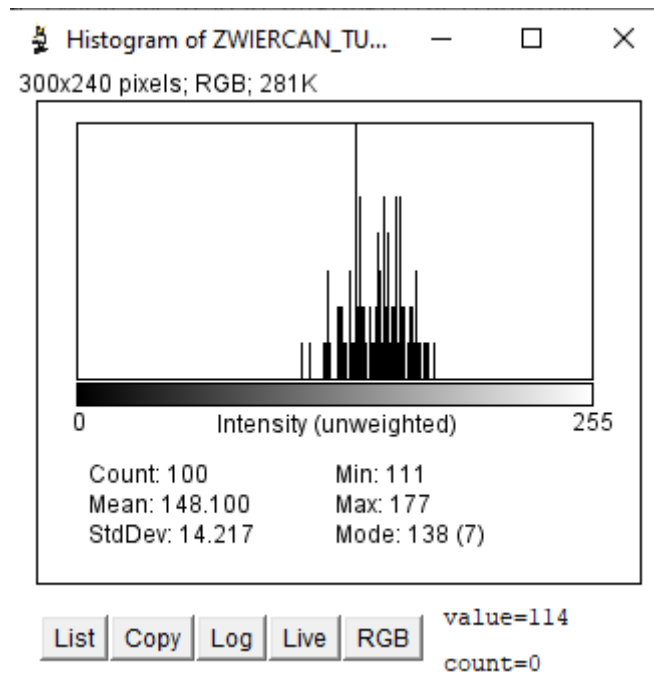 Histogram of ZWIERCAN_TU...
300x240 pixels; RGB; 281K
0 Intensity (unweighted) 255
Count: 100 Min: 111
Mean: 148.100 Max: 177
StdDev: 14.217 Mode: 138 (7)
List Copy Log Live RGB value=114
count=0